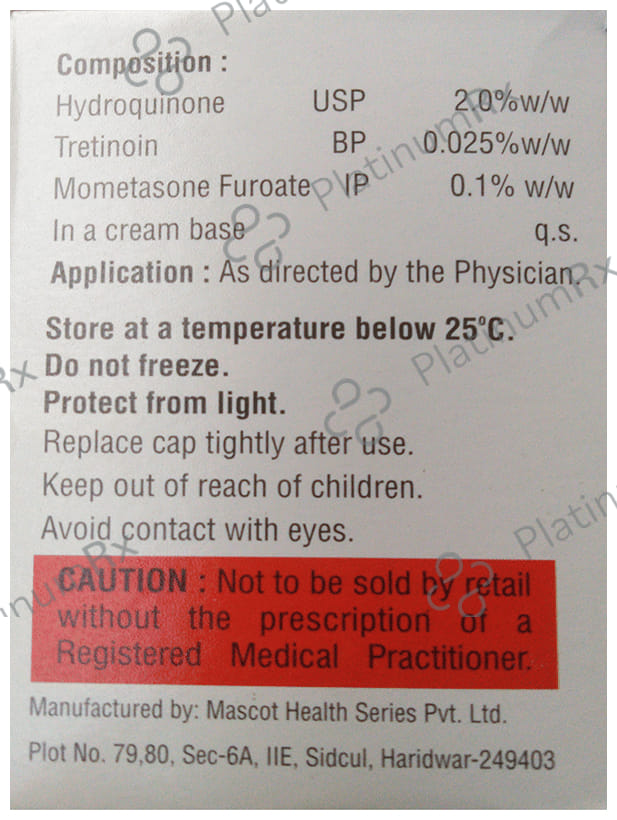 Composition :
Hydroquinone USP 2.0%w/w
Tretinoin BP 0.025%w/w
Mometasone Furoate IP 0.1% w/w
In a cream base q.s.
Application : As directed by the Physician.
Store at a temperature below 25°C.
Do not freeze.
Protect from light.
Replace cap tightly after use.
Keep out of reach of children.
Avoid contact with eyes.
CAUTION : Not to be sold by retail
without the prescription of a
Registered Medical Practitioner.
Manufactured by: Mascot Health Series Pvt. Ltd.
Plot No. 79,80, Sec-6A, IIE, Sidcul, Haridwar-249403
PlatinumRx
PlatinumRx